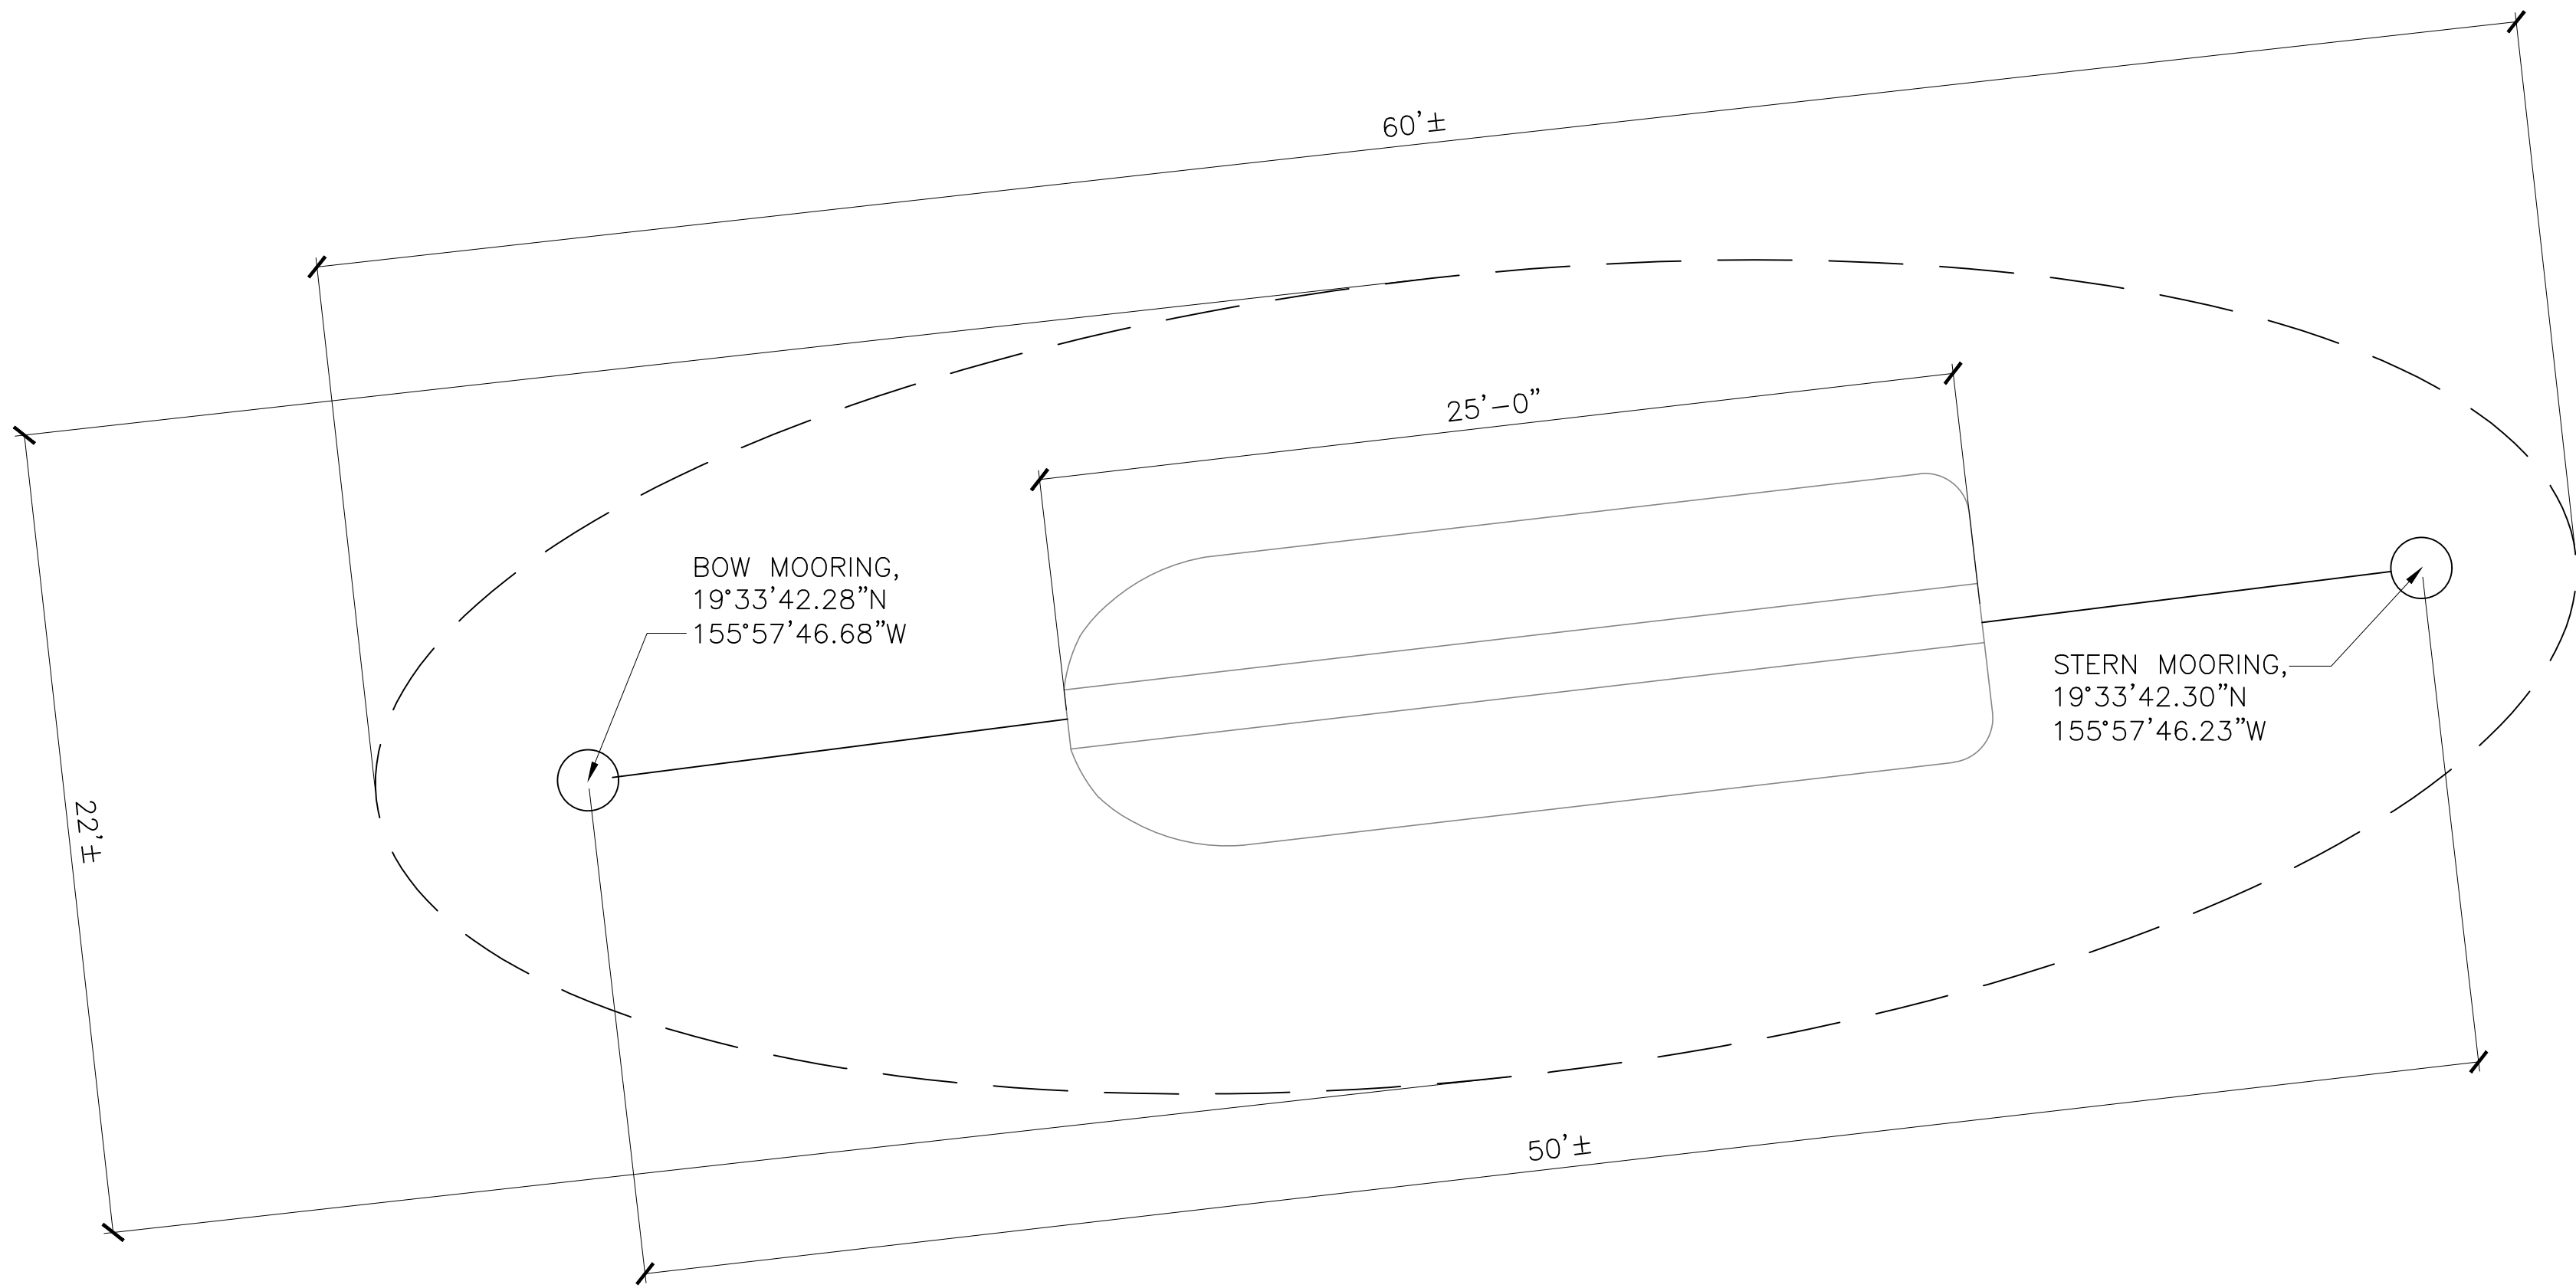 60'±
25'-0"
BOW MOORING,
19°33'42.28"N
155°57'46.68"W
STERN MOORING,
19°33'42.30"N
155°57'46.23"W
22'±
50'±